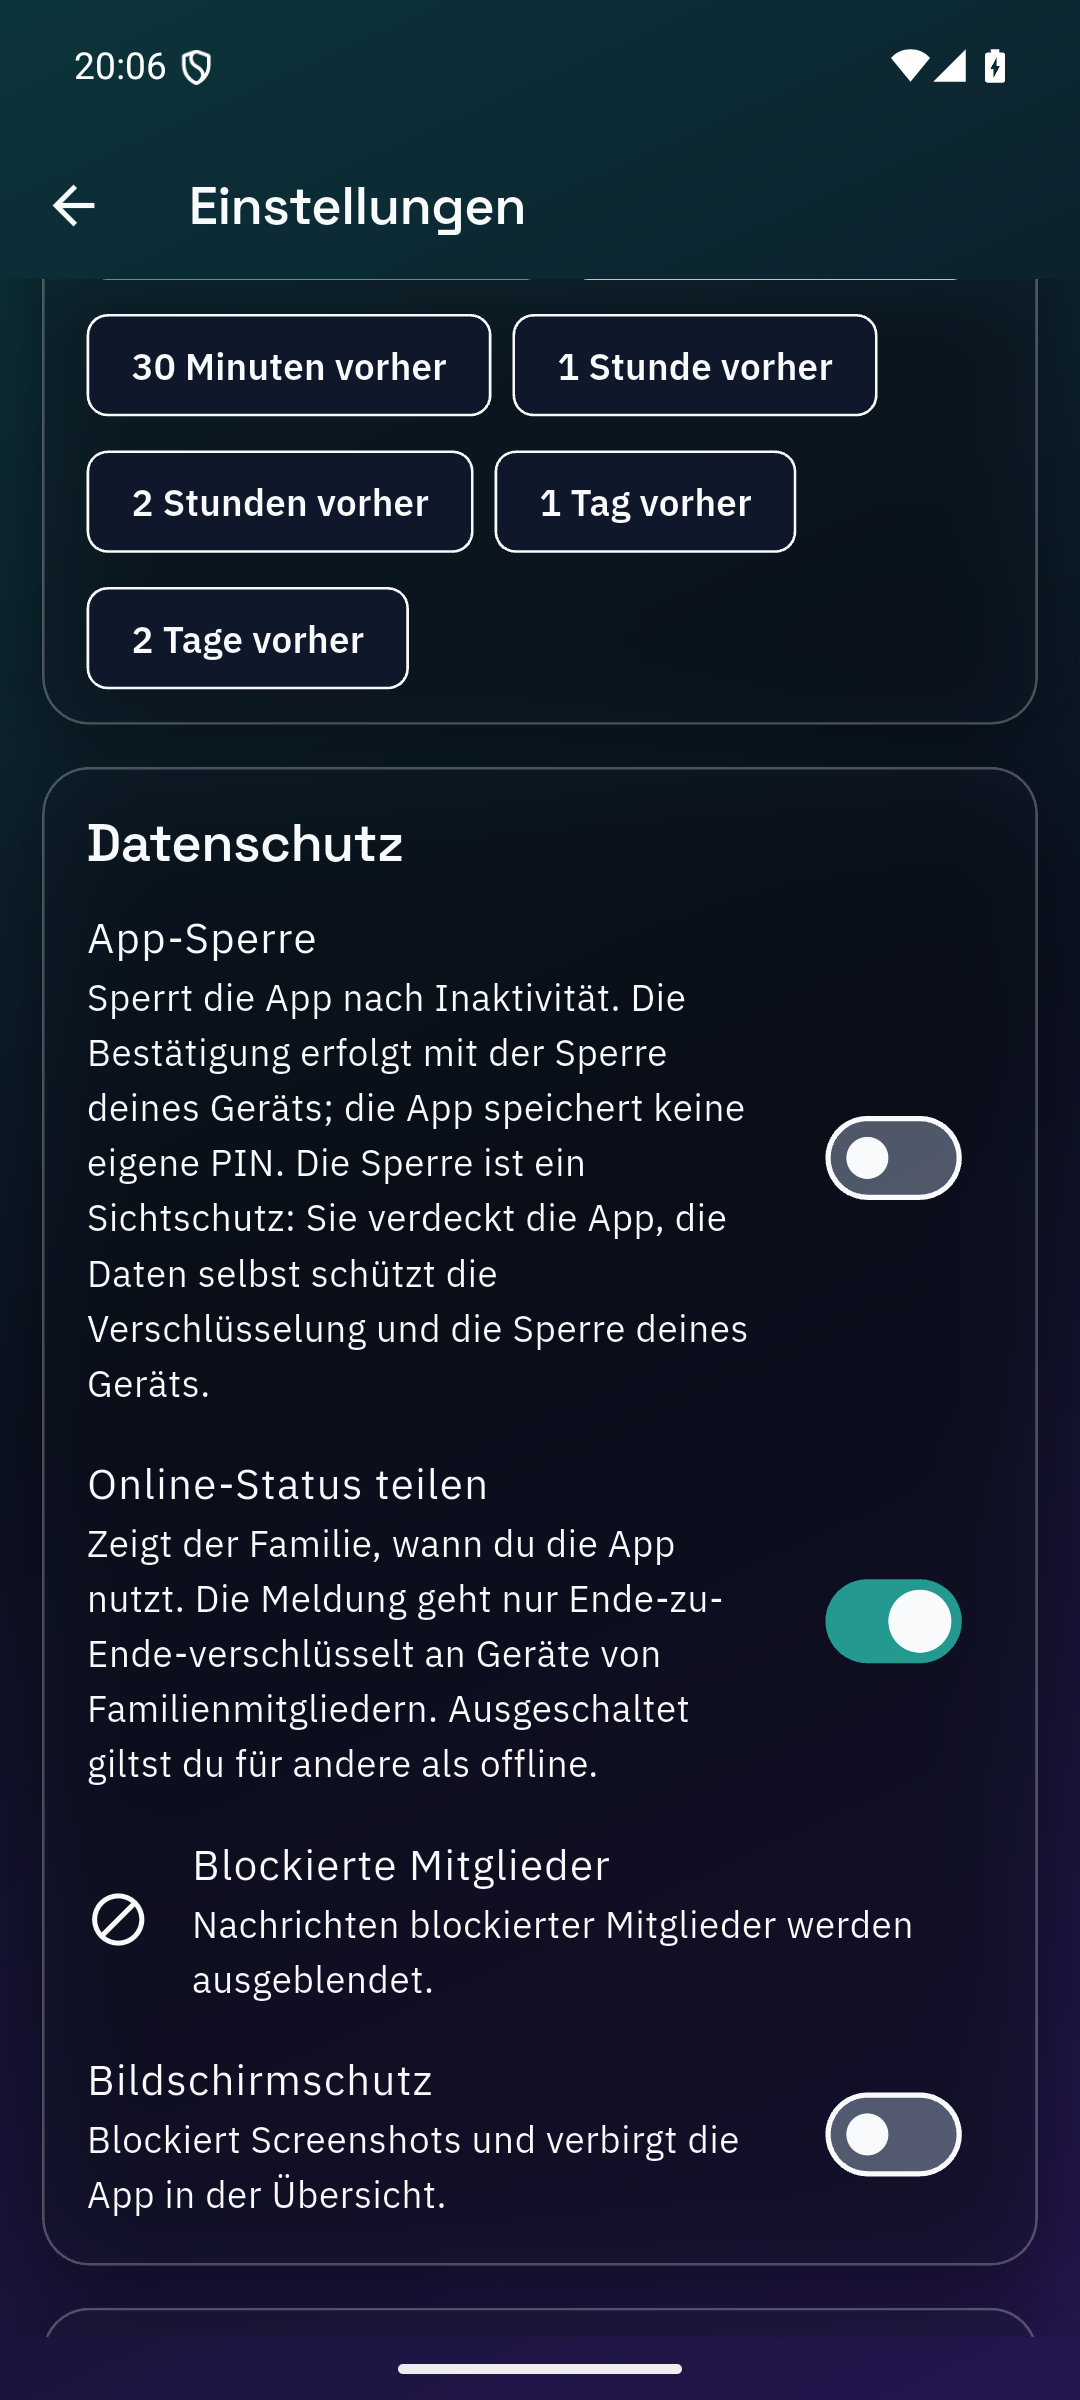 20:06
Einstellungen
30 Minuten vorher
1 Stunde vorher
2 Stunden vorher
1 Tag vorher
2 Tage vorher
Datenschutz
App-Sperre
Sperrt die App nach Inaktivität. Die
Bestätigung erfolgt mit der Sperre
deines Geräts; die App speichert keine
eigene PIN. Die Sperre ist ein
Sichtschutz: Sie verdeckt die App, die
Daten selbst schützt die
Verschlüsselung und die Sperre deines
Geräts.
Online-Status teilen
Zeigt der Familie, wann du die App
nutzt. Die Meldung geht nur Ende-zu-
Ende-verschlüsselt an Geräte von
Familienmitgliedern. Ausgeschaltet
giltst du für andere als offline.
Blockierte Mitglieder
Nachrichten blockierter Mitglieder werden
ausgeblendet.
Bildschirmschutz
Blockiert Screenshots und verbirgt die
App in der Übersicht.